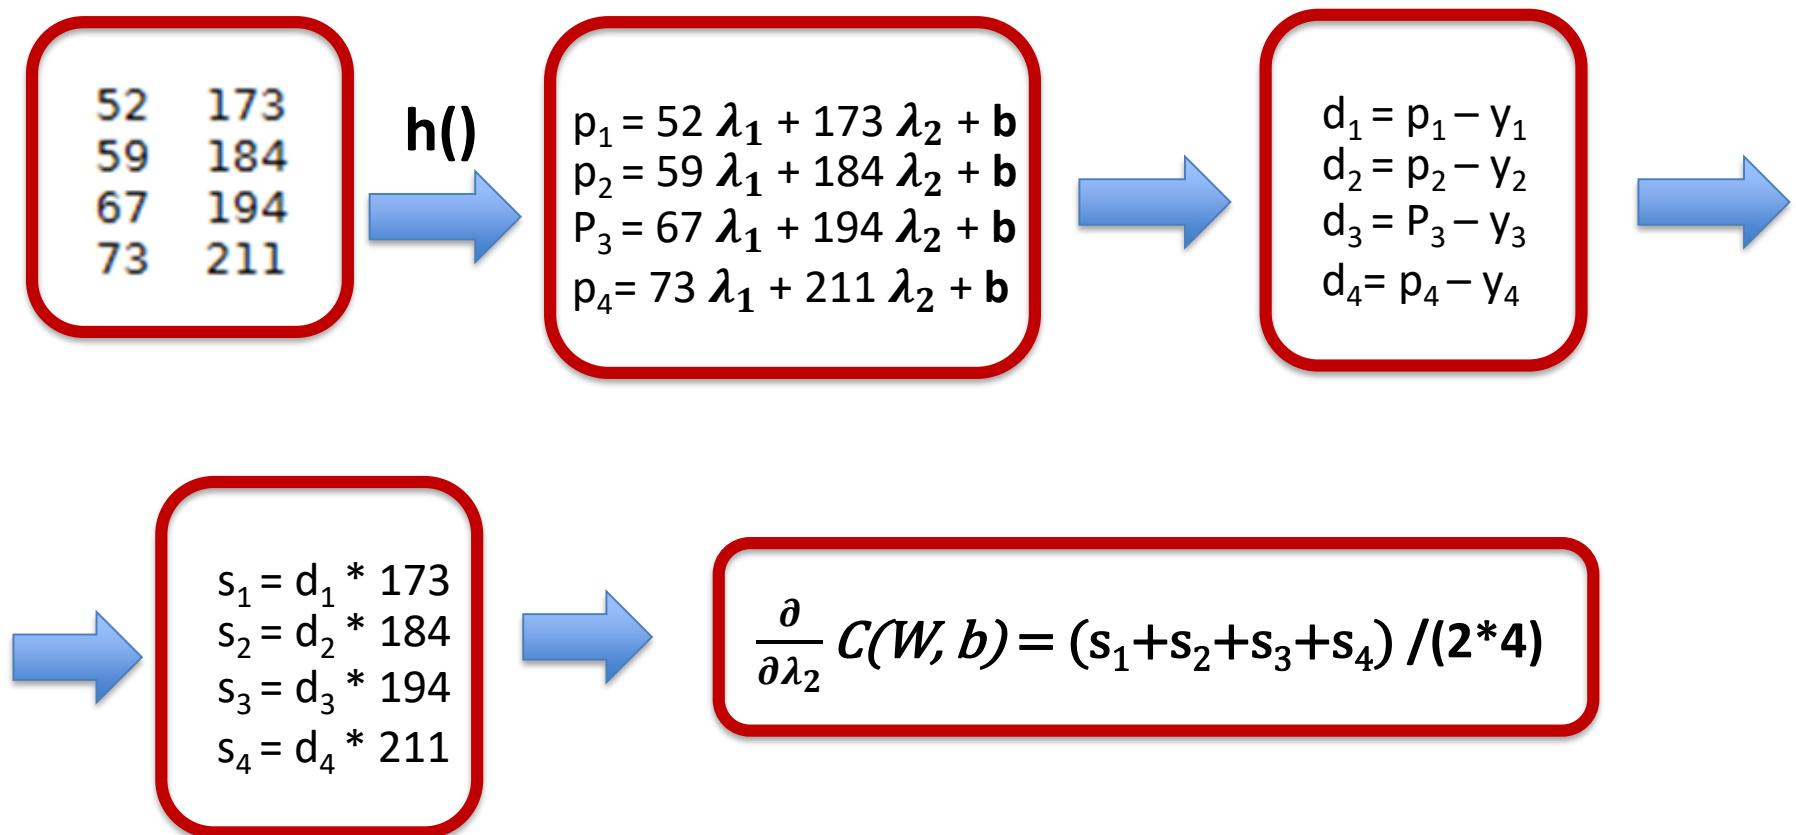 52 173
59 184
67 194
73 211
h()
p₁ = 52 λ₁ + 173 λ₂ + b
p₂ = 59 λ₁ + 184 λ₂ + b
P₃ = 67 λ₁ + 194 λ₂ + b
p₄= 73 λ₁ + 211 λ₂ + b
d₁ = p₁ – y₁
d₂ = p₂ – y₂
d₃ = P₃ – y₃
d₄= p₄ – y₄
s₁ = d₁ * 173
s₂ = d₂ * 184
s₃ = d₃ * 194
s₄ = d₄ * 211
∂/∂λ₂ C(W, b) = (s₁+s₂+s₃+s₄) /(2*4)